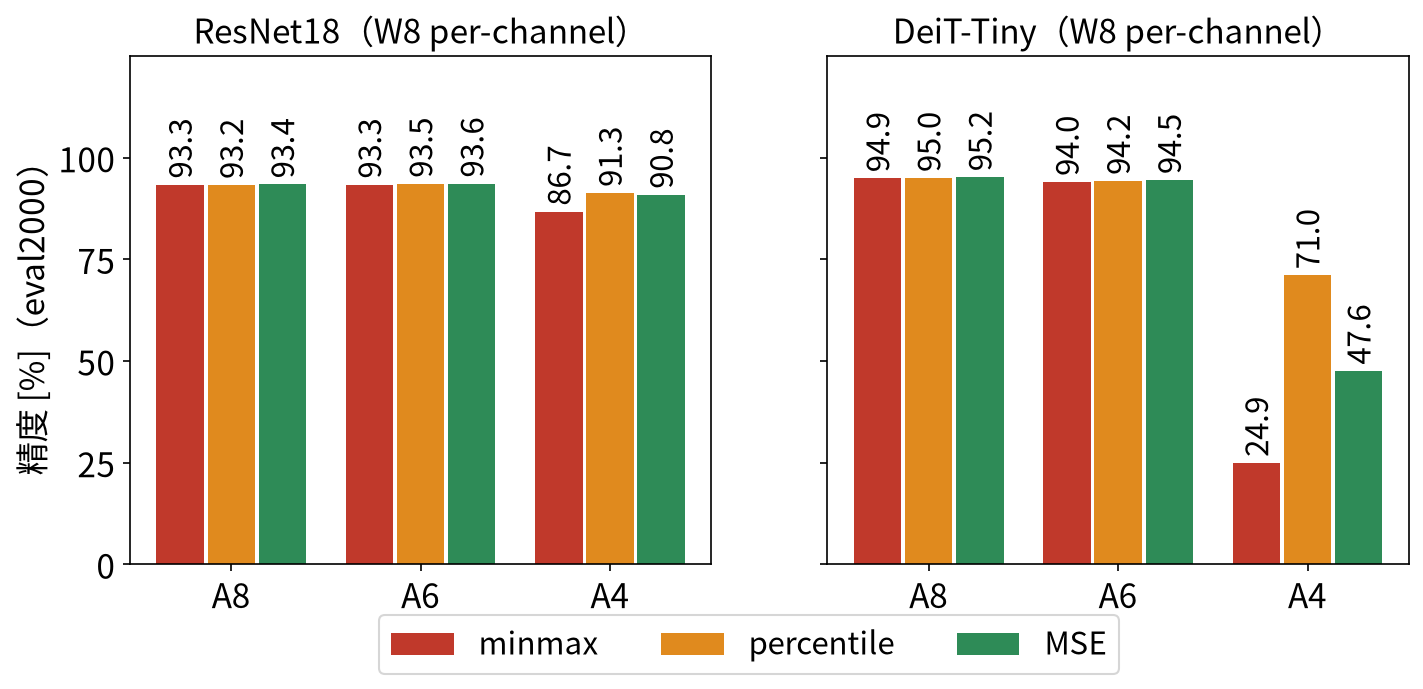 ResNet18（W8 per-channel）
精度 [%]（eval2000）
100
75
50
25
0
93.3
93.2
93.4
93.3
93.5
93.6
86.7
91.3
90.8
A8
A6
A4
DeiT-Tiny（W8 per-channel）
94.9
95.0
95.2
94.0
94.2
94.5
24.9
71.0
47.6
A8
A6
A4
minmax
percentile
MSE